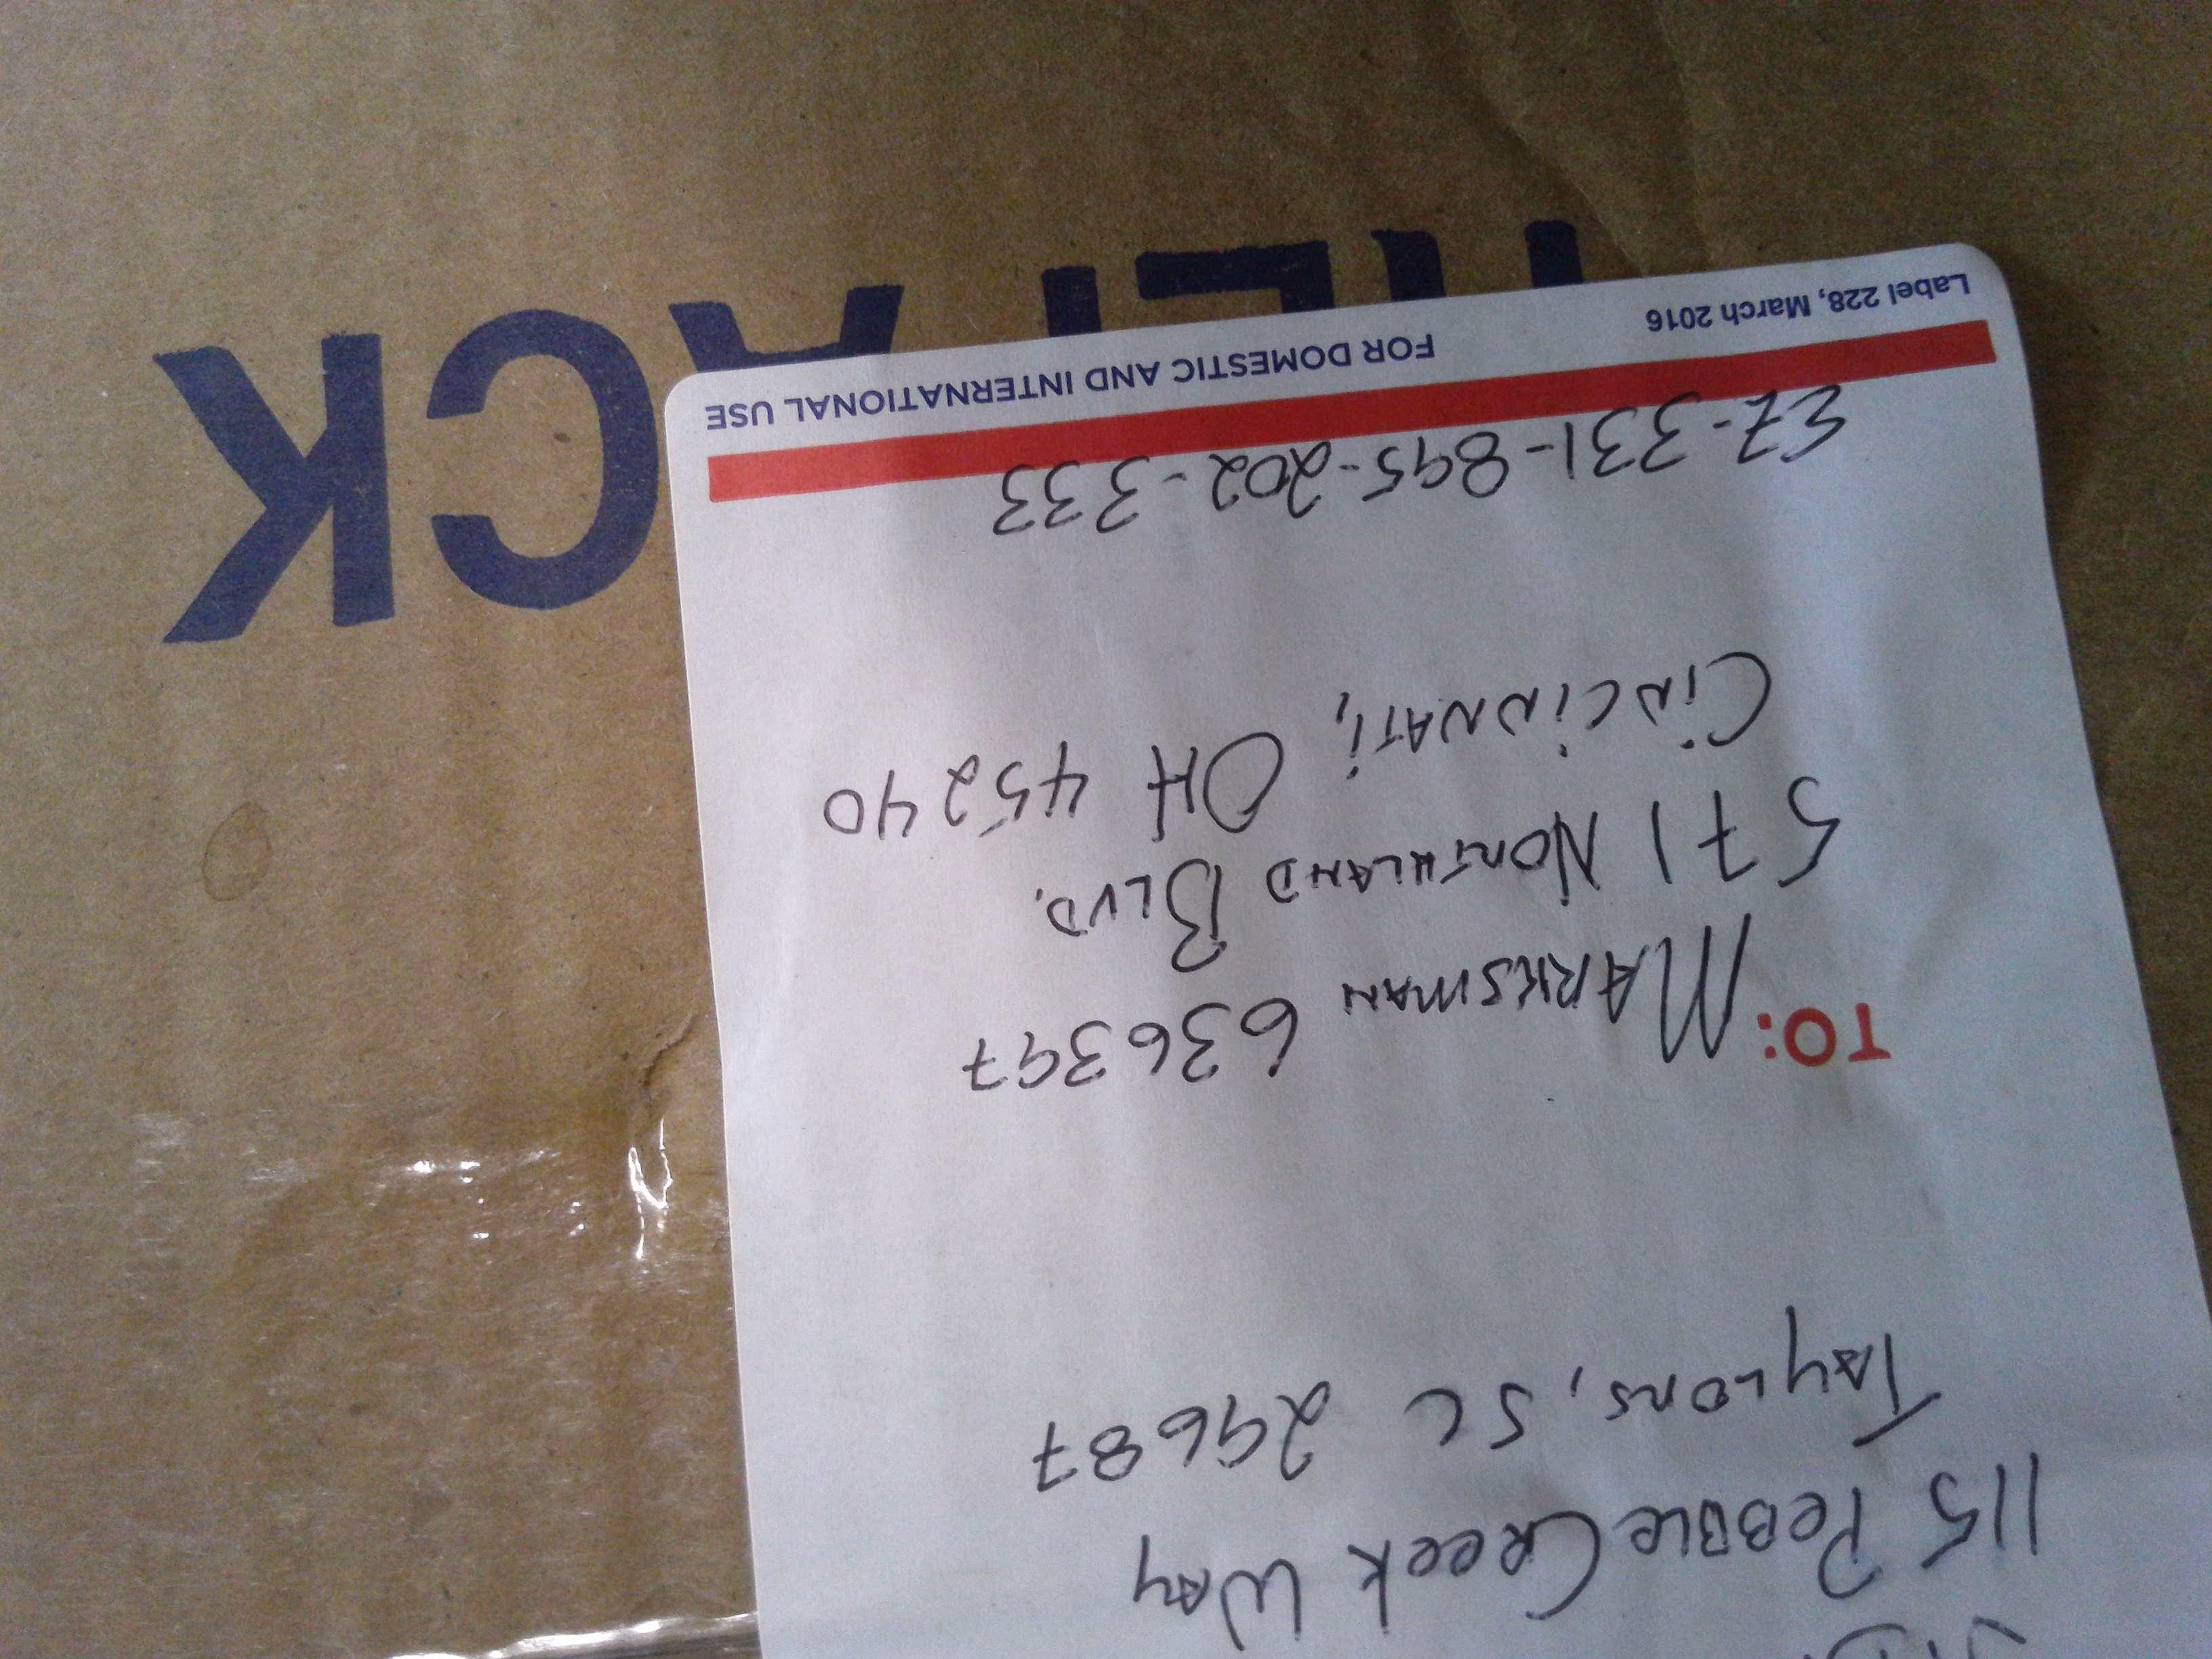 115 Pebble Creek Way
Taylors, SC 29687
TO: MARKSMAN 636397
571 NORTHLAND BLVD.
CINCINNATI, OH 45240
EZ-331-895-202-333
FOR DOMESTIC AND INTERNATIONAL USE
Label 228, March 2016